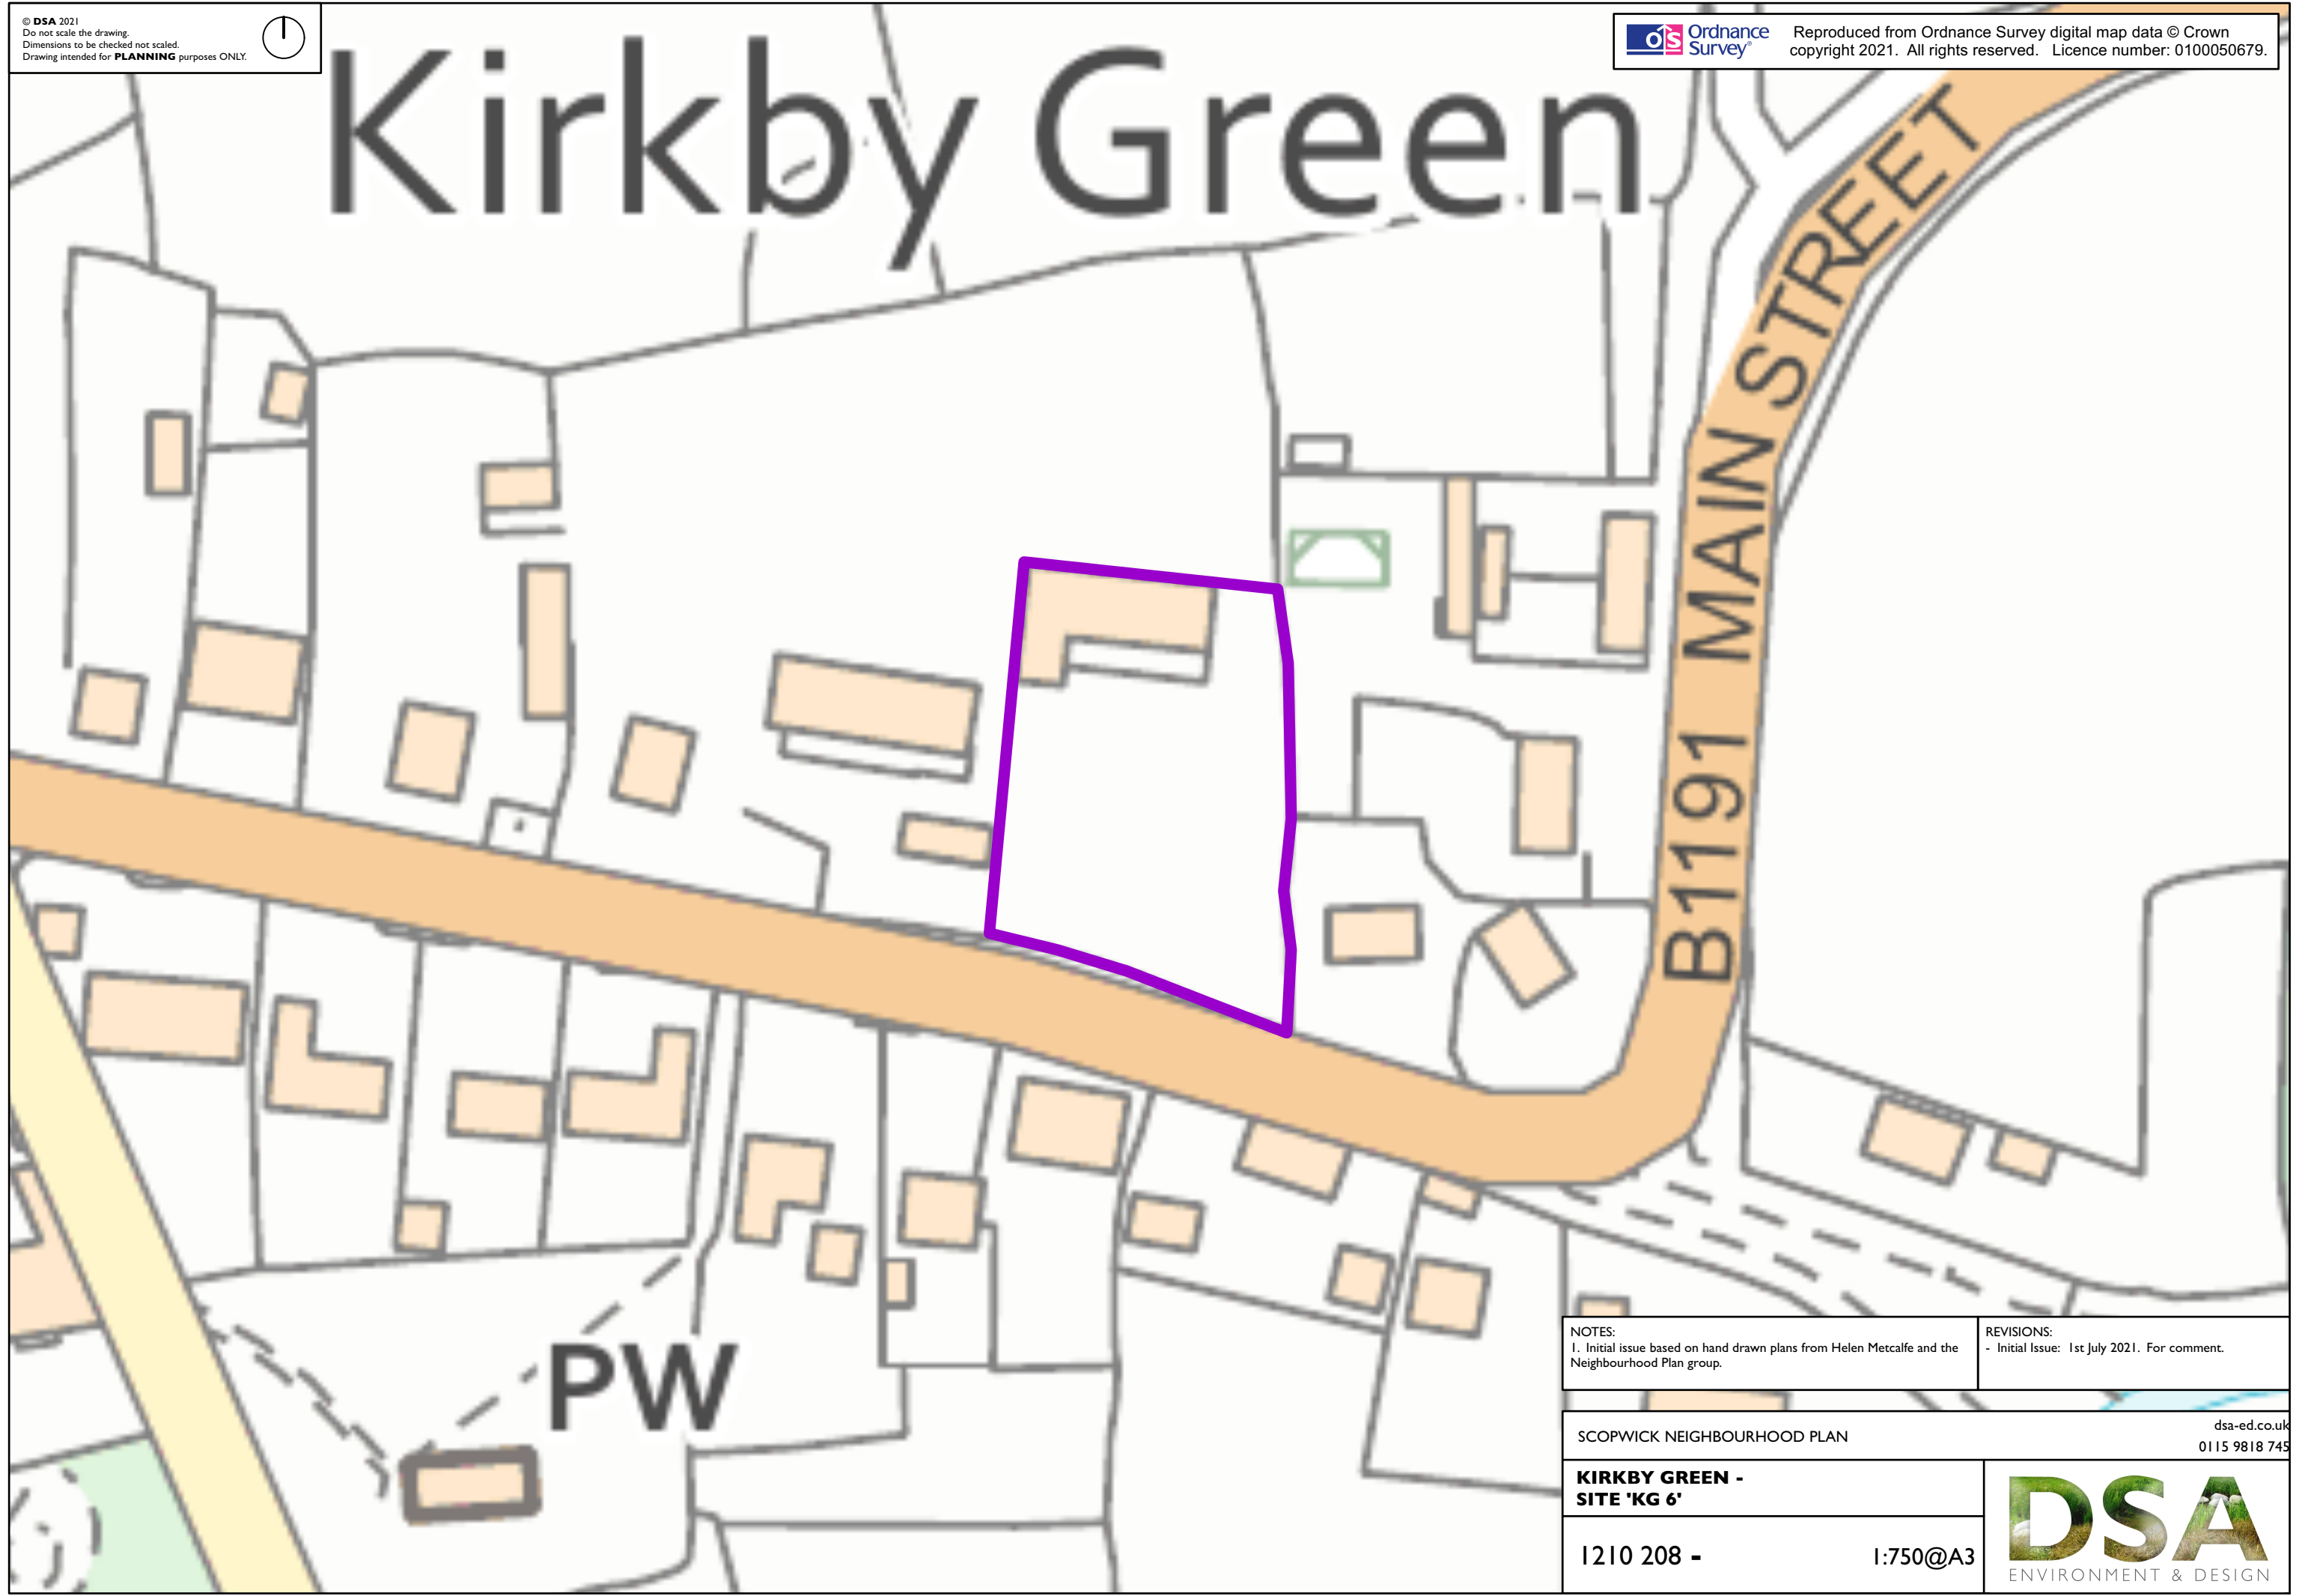 © DSA 2021
Do not scale the drawing.
Dimensions to be checked not scaled.
Drawing intended for PLANNING purposes ONLY.
OS Ordnance
Survey®
Reproduced from Ordnance Survey digital map data © Crown
copyright 2021. All rights reserved. Licence number: 0100050679.
Kirkby Green
B1191 MAIN STREET
PW
NOTES:
1. Initial issue based on hand drawn plans from Helen Metcalfe and the
Neighbourhood Plan group.
REVISIONS:
- Initial Issue: 1st July 2021. For comment.
SCOPWICK NEIGHBOURHOOD PLAN
dsa-ed.co.uk
0115 9818 745
KIRKBY GREEN -
SITE 'KG 6'
1210 208 -
1:750@A3
DSA
ENVIRONMENT & DESIGN